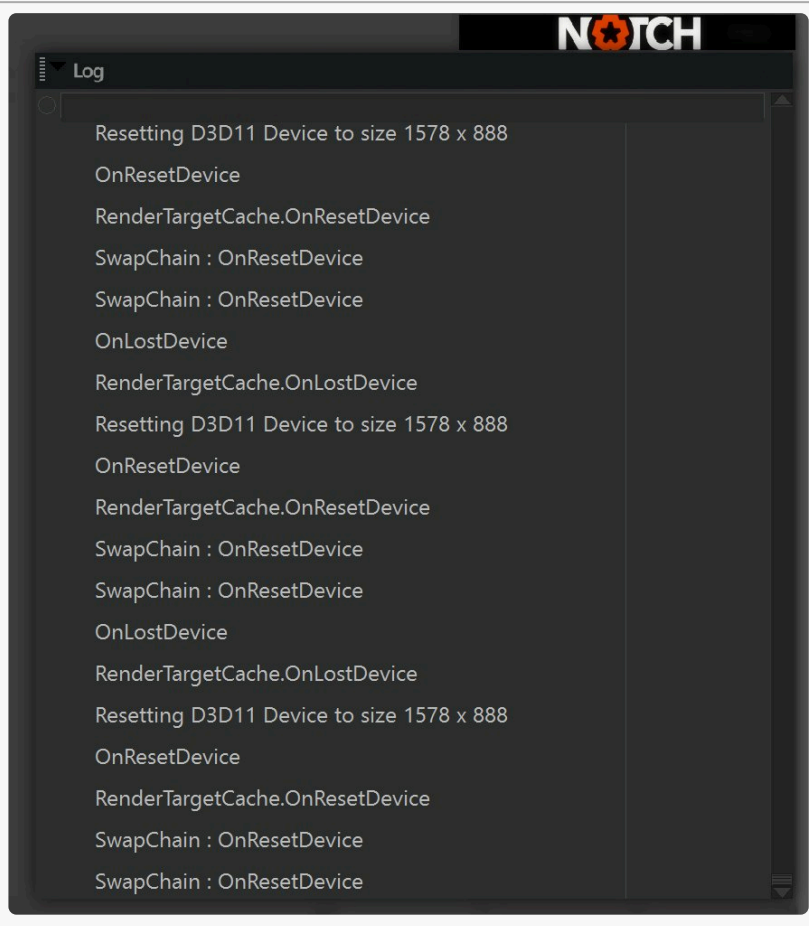 NOTCH
Log
Resetting D3D11 Device to size 1578 x 888
OnResetDevice
RenderTargetCache.OnResetDevice
SwapChain : OnResetDevice
SwapChain : OnResetDevice
OnLostDevice
RenderTargetCache.OnLostDevice
Resetting D3D11 Device to size 1578 x 888
OnResetDevice
RenderTargetCache.OnResetDevice
SwapChain : OnResetDevice
SwapChain : OnResetDevice
OnLostDevice
RenderTargetCache.OnLostDevice
Resetting D3D11 Device to size 1578 x 888
OnResetDevice
RenderTargetCache.OnResetDevice
SwapChain : OnResetDevice
SwapChain : OnResetDevice